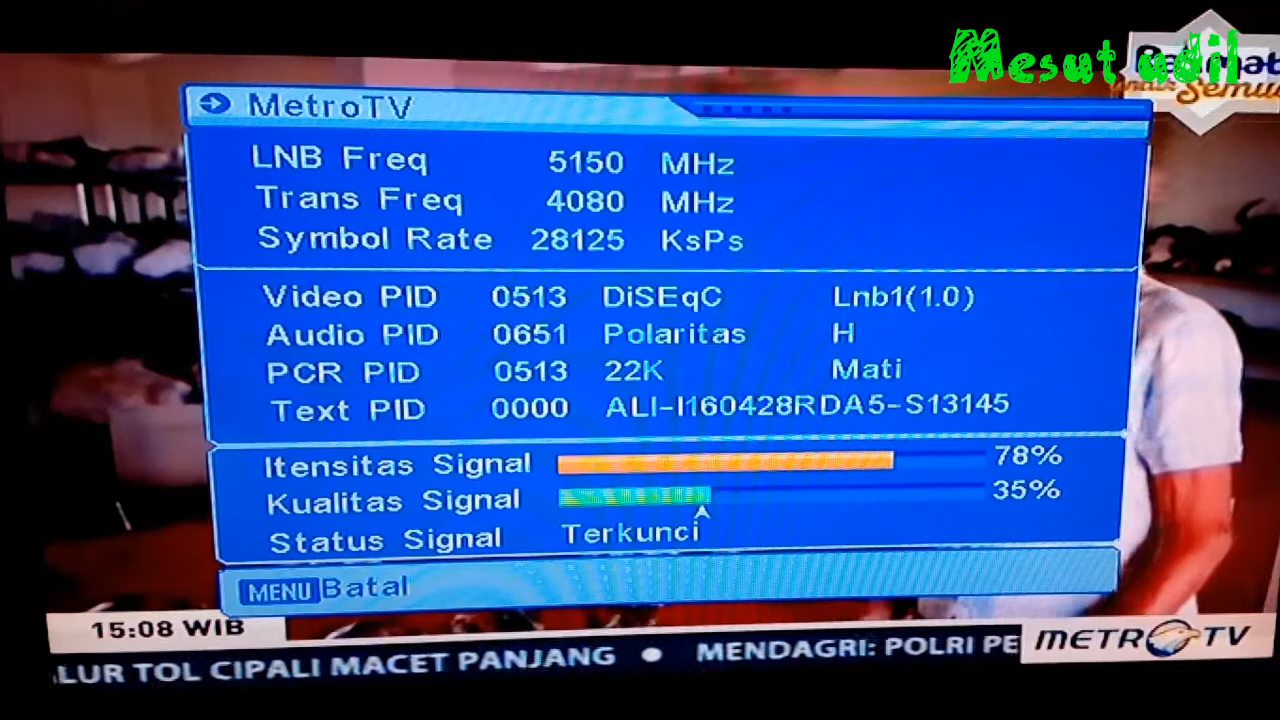 Mesut udil
Semua
MetroTV
LNB Freq 5150 MHz
Trans Freq 4080 MHz
Symbol Rate 28125 KsPs
Video PID 0513 DiSEqC Lnb1(1.0)
Audio PID 0651 Polaritas H
PCR PID 0513 22K Mati
Text PID 0000 ALI-I160428RDA5-S13145
Itensitas Signal 78%
Kualitas Signal 35%
Status Signal Terkunci
MENU Batal
15:08 WIB
LUR TOL CIPALI MACET PANJANG ● MENDAGRI: POLRI PE
METRO TV